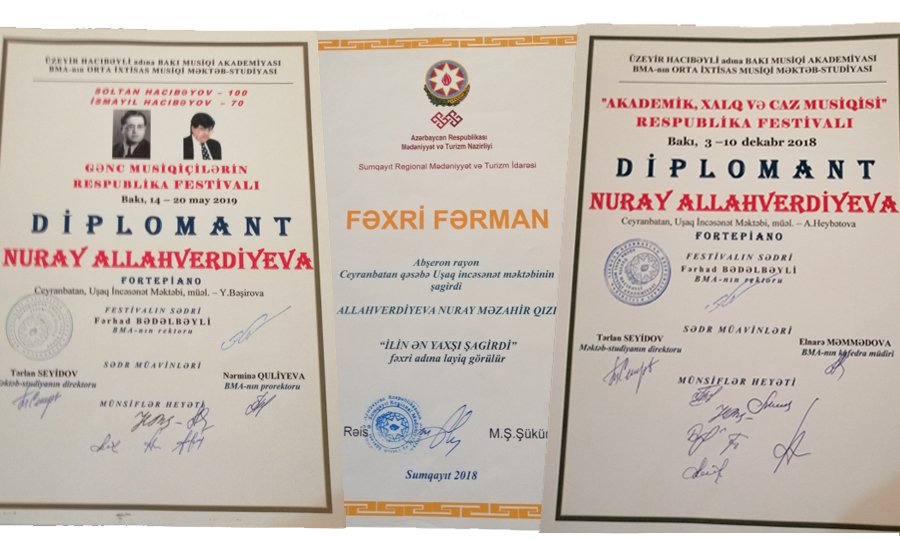 ÜZEYİR HACIBƏYLİ adına BAKI MUSİQİ AKADEMİYASI
BMA-nın ORTA İXTİSAS MUSİQİ MƏKTƏB-STUDİYASI
SOLTAN HACIBƏYOV - 100
İSMAYIL HACIBƏYOV - 70
GƏNC MUSİQİÇİLƏRİN
RESPUBLİKA FESTİVALI
Bakı, 14 – 20 may 2019
DİPLOMANT
NURAY ALLAHVERDİYEVA
FORTEPİANO
Ceyranbatan, Uşaq İncəsənət Məktəbi, müəl. – Y.Bəşirova
FESTİVALIN SƏDRİ
Fərhad BƏDƏLBƏYLİ
BMA-nın rektoru
SƏDR MÜAVİNLƏRİ
Tərlan SEYİDOV
əktəb-studiyanın direktoru
Nərminə QULİYEVA
BMA-nın prorektoru
MÜNSİFLƏR HEYƏTİ
Azərbaycan Respublikası
Mədəniyyət və Turizm Nazirliyi
Sumqayıt Regional Mədəniyyət və Turizm İdarəsi
FƏXRİ FƏRMAN
Abşeron rayon
Ceyranbatan qəsəbə Uşaq incəsənət məktəbinin
şagirdi
ALLAHVERDİYEVA NURAY MƏZAHİR QIZI
“İLİN ƏN YAXŞI ŞAGİRDİ”
fəxri adına layiq görülür
Rəis
M.Ş.Şükür
Sumqayıt 2018
ÜZEYİR HACIBƏYLİ adına BAKI MUSİQİ AKADEMİYASI
BMA-nın ORTA İXTİSAS MUSİQİ MƏKTƏB-STUDİYASI
"AKADEMİK, XALQ VƏ CAZ MUSİQİSİ"
RESPUBLİKA FESTİVALI
Bakı, 3 –10 dekabr 2018
DİPLOMANT
NURAY ALLAHVERDİYEVA
Ceyranbatan, Uşaq İncəsənət Məktəbi, müəl. – A.Heybətova
FORTEPİANO
FESTİVALIN SƏDRİ
Fərhad BƏDƏLBƏYLİ
BMA-nın rektoru
SƏDR MÜAVİNLƏRİ
Tərlan SEYİDOV
Məktəb-studiyanın direktoru
Elnarə MƏMMƏDOVA
BMA-nın kafedra müdiri
MÜNSİFLƏR HEYƏTİ